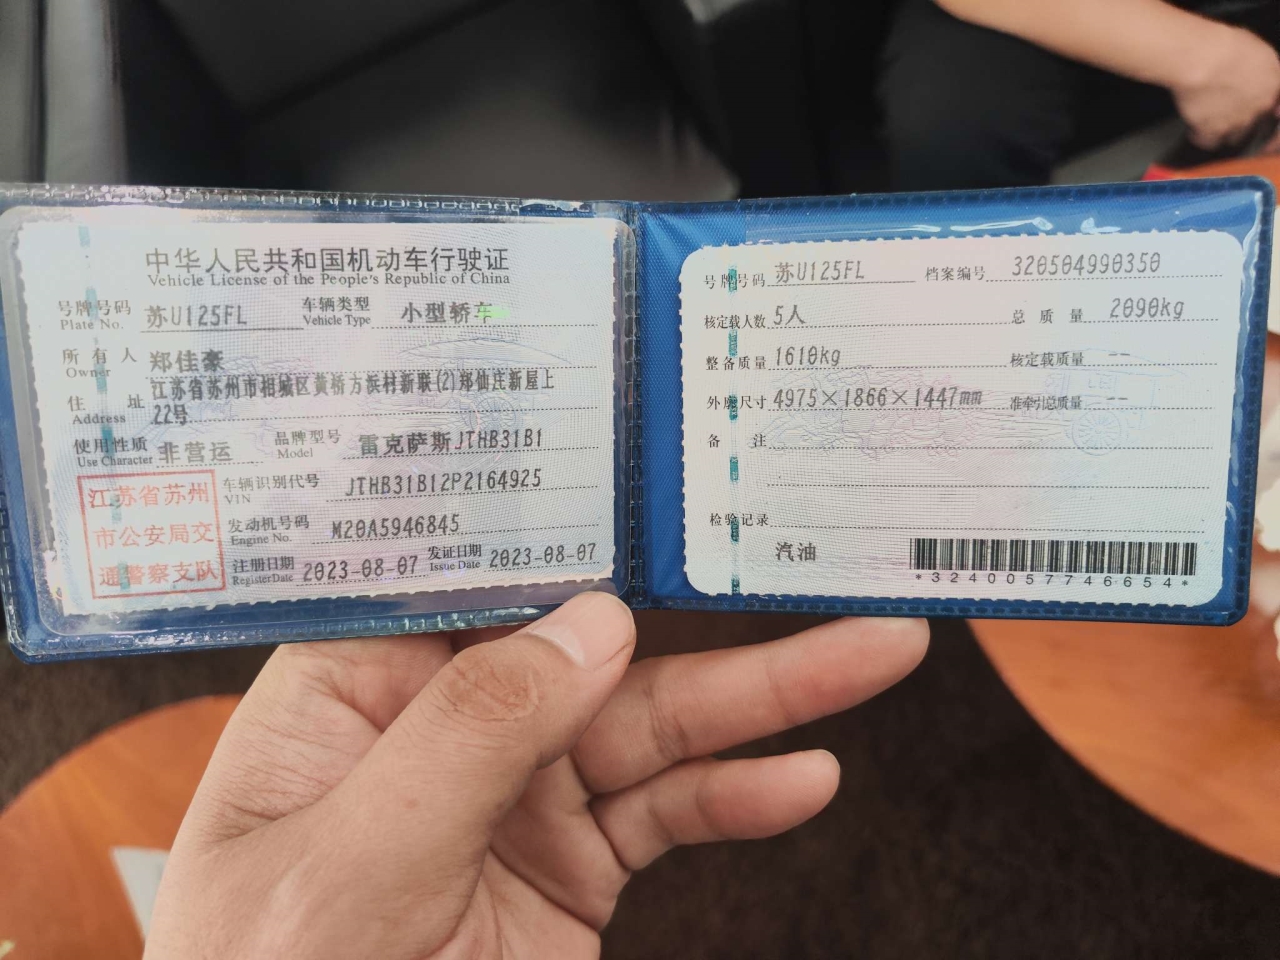 中华人民共和国机动车行驶证
Vehicle License of the People's Republic of China
号牌号码 苏U125FL 车辆类型 小型轿车
Plate No. Vehicle Type
所有人 郑佳豪
Owner
住址 江苏省苏州市相城区黄桥方浜村新联(2)郑仙庄新屋上
Address 22号
使用性质 非营运 品牌型号 雷克萨斯JTHB31B1
Use Character Model
车辆识别代号 JTHB31B12P2164925
VIN
发动机号码 M20A5946845
Engine No.
注册日期 2023-08-07 发证日期 2023-08-07
Register Date Issue Date
江苏省苏州
市公安局交
通警察支队
号牌号码 苏U125FL 档案编号 320504990350
核定载人数 5人 总质量 2090kg
整备质量 1610kg 核定载质量 --
外廓尺寸 4975×1866×1447mm 准牵引总质量 --
备注
检验记录
汽油
*3240057746654*